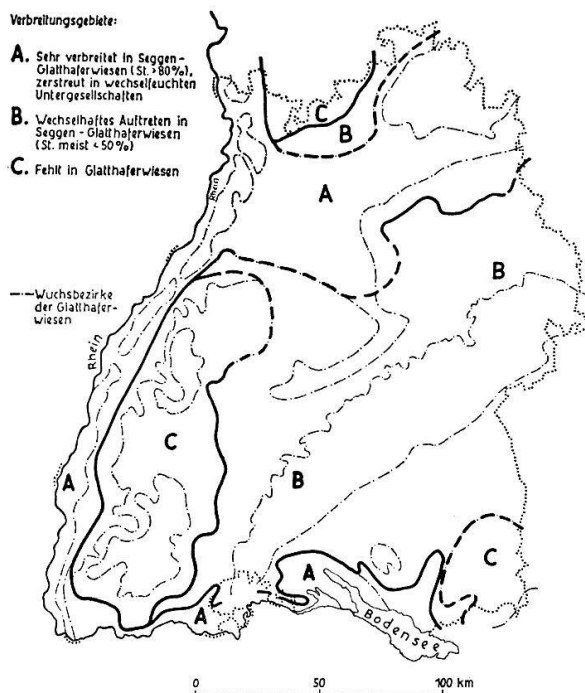 Verbreitungsgebiete:
A. Sehr verbreitet in Seggen-
Glatthaferwiesen (St. >80%),
zerstreut in wechselfeuchten
Untergesellschaften
B. Wechselhaftes Auftreten in
Seggen-Glatthaferwiesen
(St. meist <50%)
C. Fehlt in Glatthaferwiesen
Wuchsbezirke
der Glatthafer-
wiesen
C
B
A
B
Rhein
Rhein
C
A
B
C
A
A
Bodensee
0 50 100 km